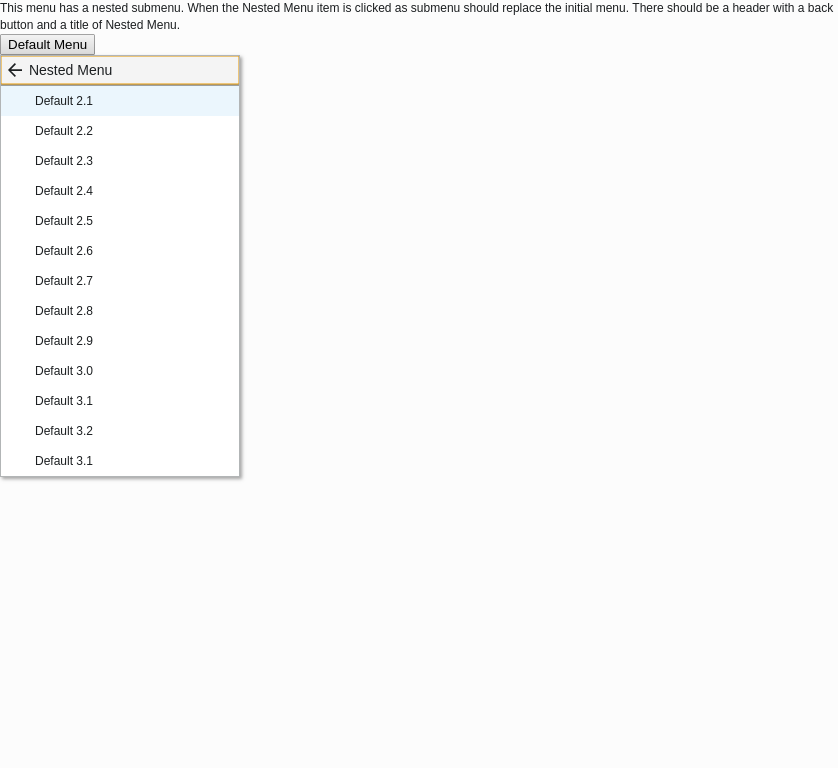 This menu has a nested submenu. When the Nested Menu item is clicked as submenu should replace the initial menu. There should be a header with a back
button and a title of Nested Menu.
Default Menu
Nested Menu
Default 2.1
Default 2.2
Default 2.3
Default 2.4
Default 2.5
Default 2.6
Default 2.7
Default 2.8
Default 2.9
Default 3.0
Default 3.1
Default 3.2
Default 3.1